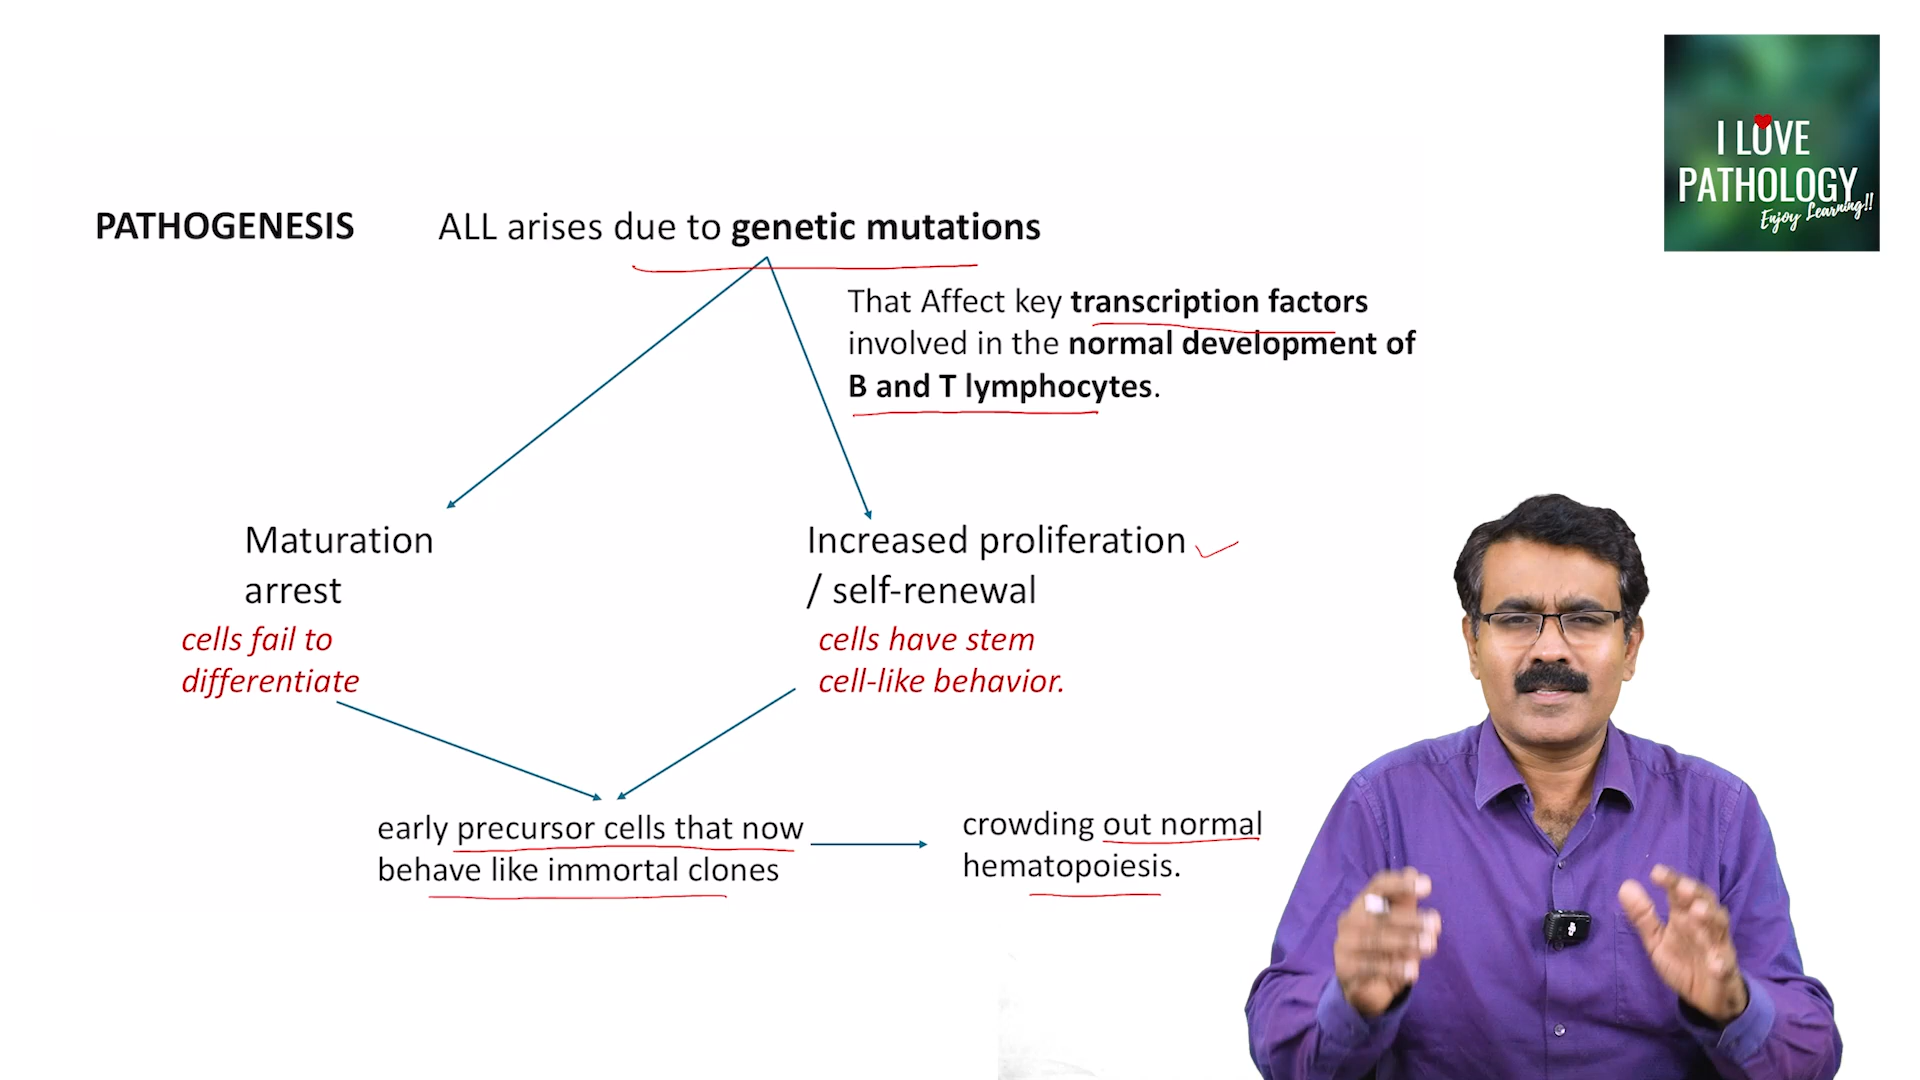 I LOVE
PATHOLOGY
Enjoy Learning!!
PATHOGENESIS
ALL arises due to genetic mutations
That Affect key transcription factors
involved in the normal development of
B and T lymphocytes.
Maturation
arrest
cells fail to
differentiate
Increased proliferation
/ self-renewal
cells have stem
cell-like behavior.
early precursor cells that now
behave like immortal clones
crowding out normal
hematopoiesis.